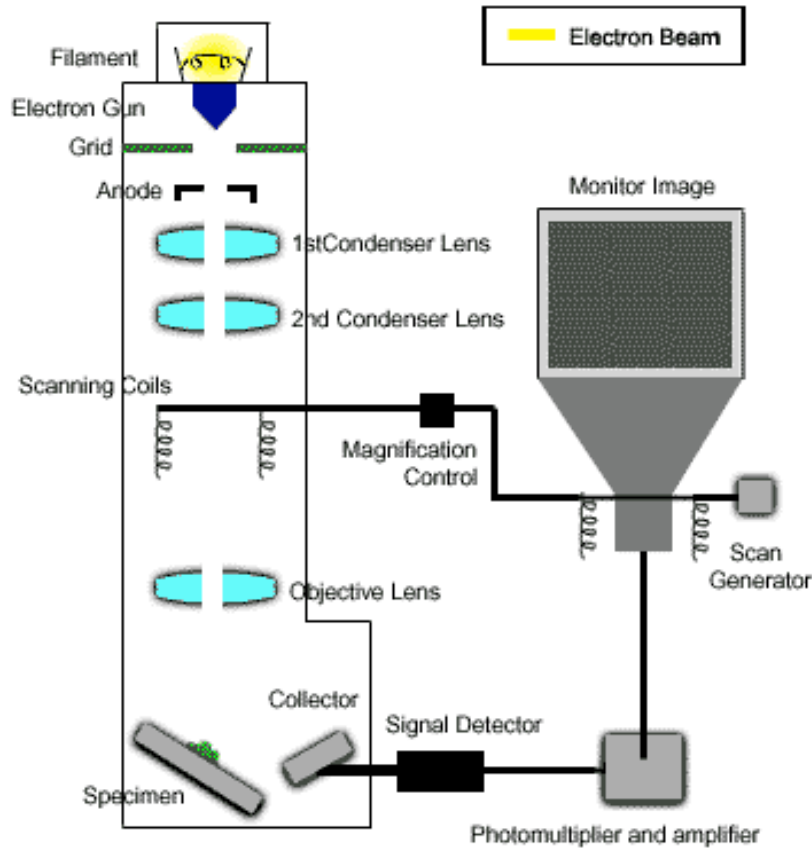 Electron Beam
Filament
Electron Gun
Grid
Anode
Monitor Image
1stCondenser Lens
2nd Condenser Lens
Scanning Coils
Magnification
Control
Scan
Generator
Objective Lens
Collector
Signal Detector
Specimen
Photomultiplier and amplifier